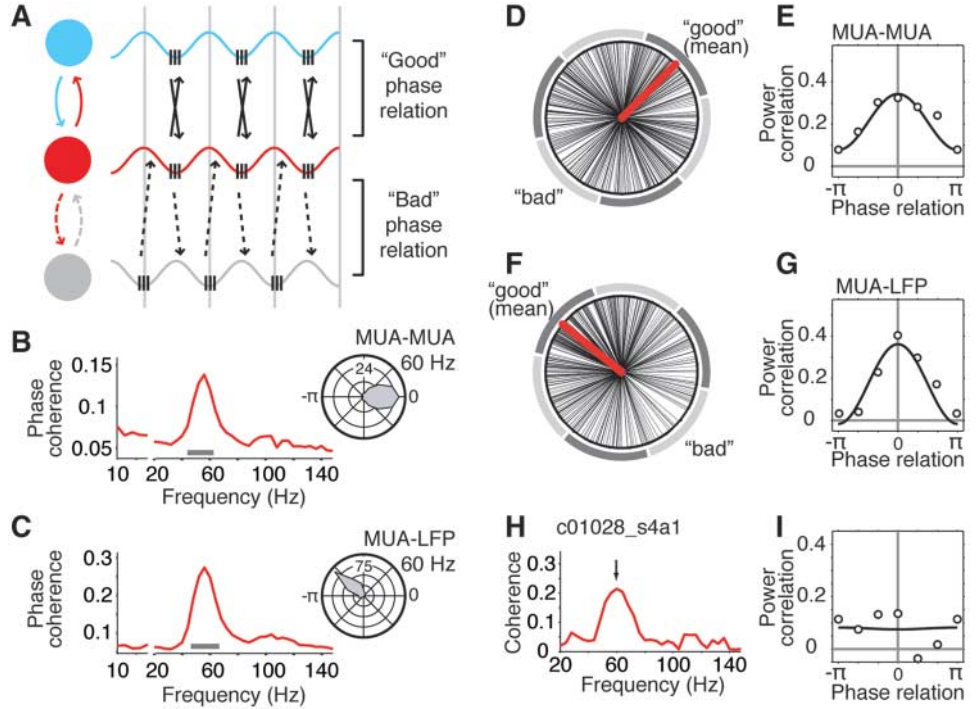 A
"Good"
phase
relation
"Bad"
phase
relation
B
MUA-MUA
60 Hz
24
-π
0
Phase
coherence
0.15
0.1
0.05
10
20
60
100
140
Frequency (Hz)
C
MUA-LFP
60 Hz
75
-π
0
Phase
coherence
0.3
0.2
0.1
10
20
60
100
140
Frequency (Hz)
D
"good"
(mean)
"bad"
E
MUA-MUA
Power
correlation
0.4
0.2
0
-π
0
π
Phase relation
F
"good"
(mean)
"bad"
G
MUA-LFP
Power
correlation
0.4
0.2
0
-π
0
π
Phase relation
H
c01028_s4a1
Coherence
0.3
0.2
0.1
0
20
60
100
140
Frequency (Hz)
I
Power
correlation
0.4
0.2
0
-π
0
π
Phase relation